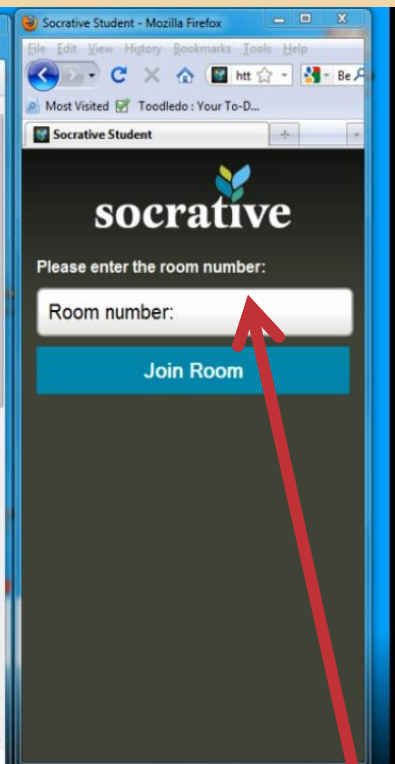 Socrative Student - Mozilla Firefox
File Edit View History Bookmarks Tools Help
htt
Be
Most Visited Toodledo : Your To-D...
Socrative Student
socrative
Please enter the room number:
Room number:
Join Room